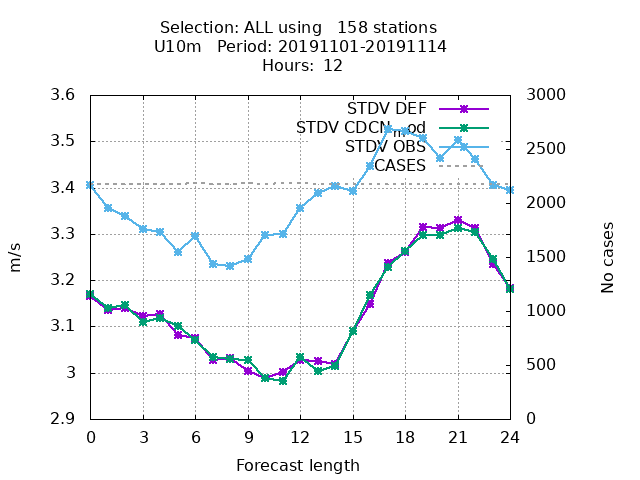 Selection: ALL using   158 stations
U10m   Period: 20191101-20191114
Hours:  12
STDV DEF
STDV CDCN_mod
STDV OBS
CASES
3.6
3.5
3.4
3.3
3.2
3.1
3
2.9
m/s
3000
2500
2000
1500
1000
500
0
No cases
0 3 6 9 12 15 18 21 24
Forecast length